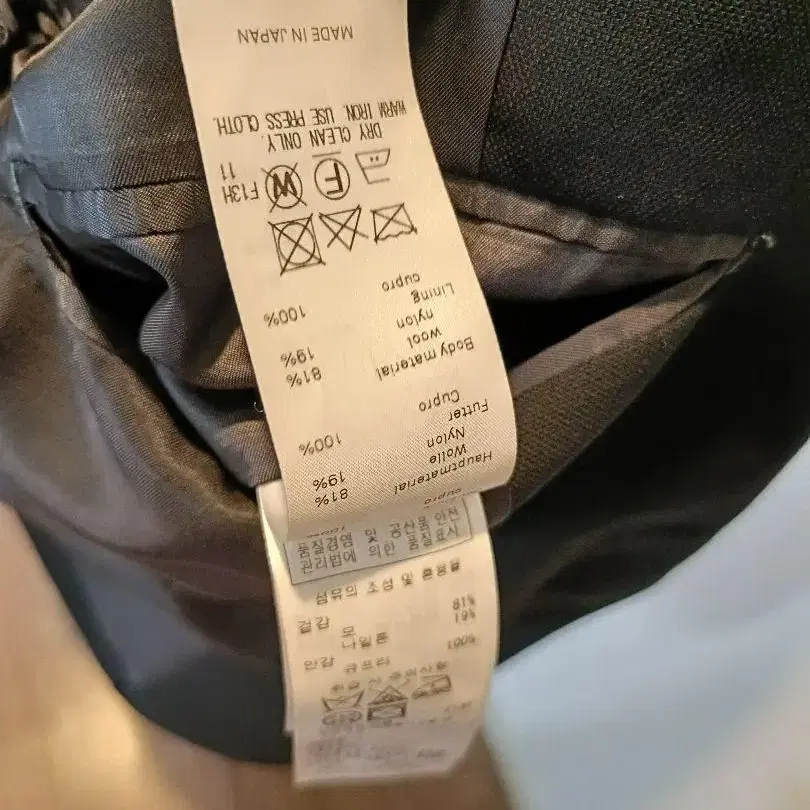 Hauptmaterial
Wolle 81%
Nylon 19%
Futter
Cupro 100%
Body material
wool 81%
nylon 19%
Lining
cupro 100%
F W F13H
11
DRY CLEAN ONLY.
WARM IRON. USE PRESS CLOTH.
MADE IN JAPAN
cupro
100%
품질경영 및 공산품 안전
관리법에 의한 품질표시
섬유의 조성 및 혼용률
겉감 모 81%
나일론 19%
안감 큐프라 100%